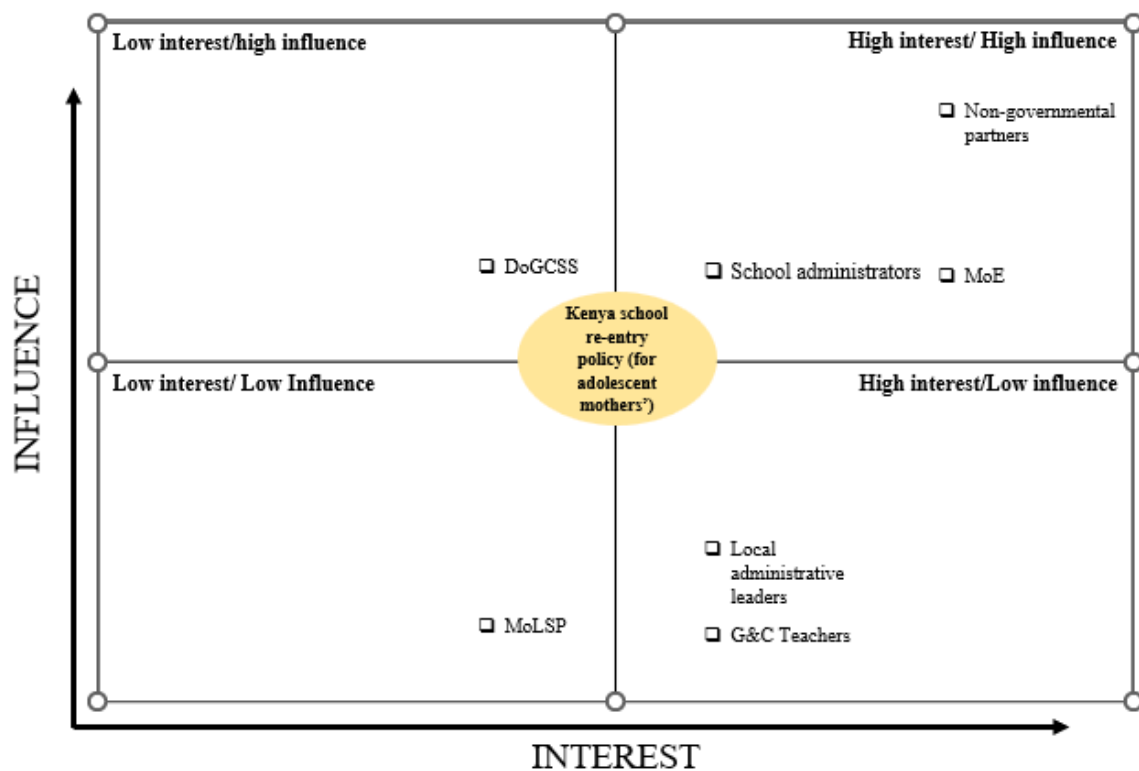 Low interest/high influence
High interest/ High influence
Non-governmental
partners
DoGCSS
School administrators
MoE
Kenya school
re-entry
policy (for
adolescent
mothers’)
Low interest/ Low Influence
High interest/Low influence
Local
administrative
leaders
MoLSP
G&C Teachers
INFLUENCE
INTEREST